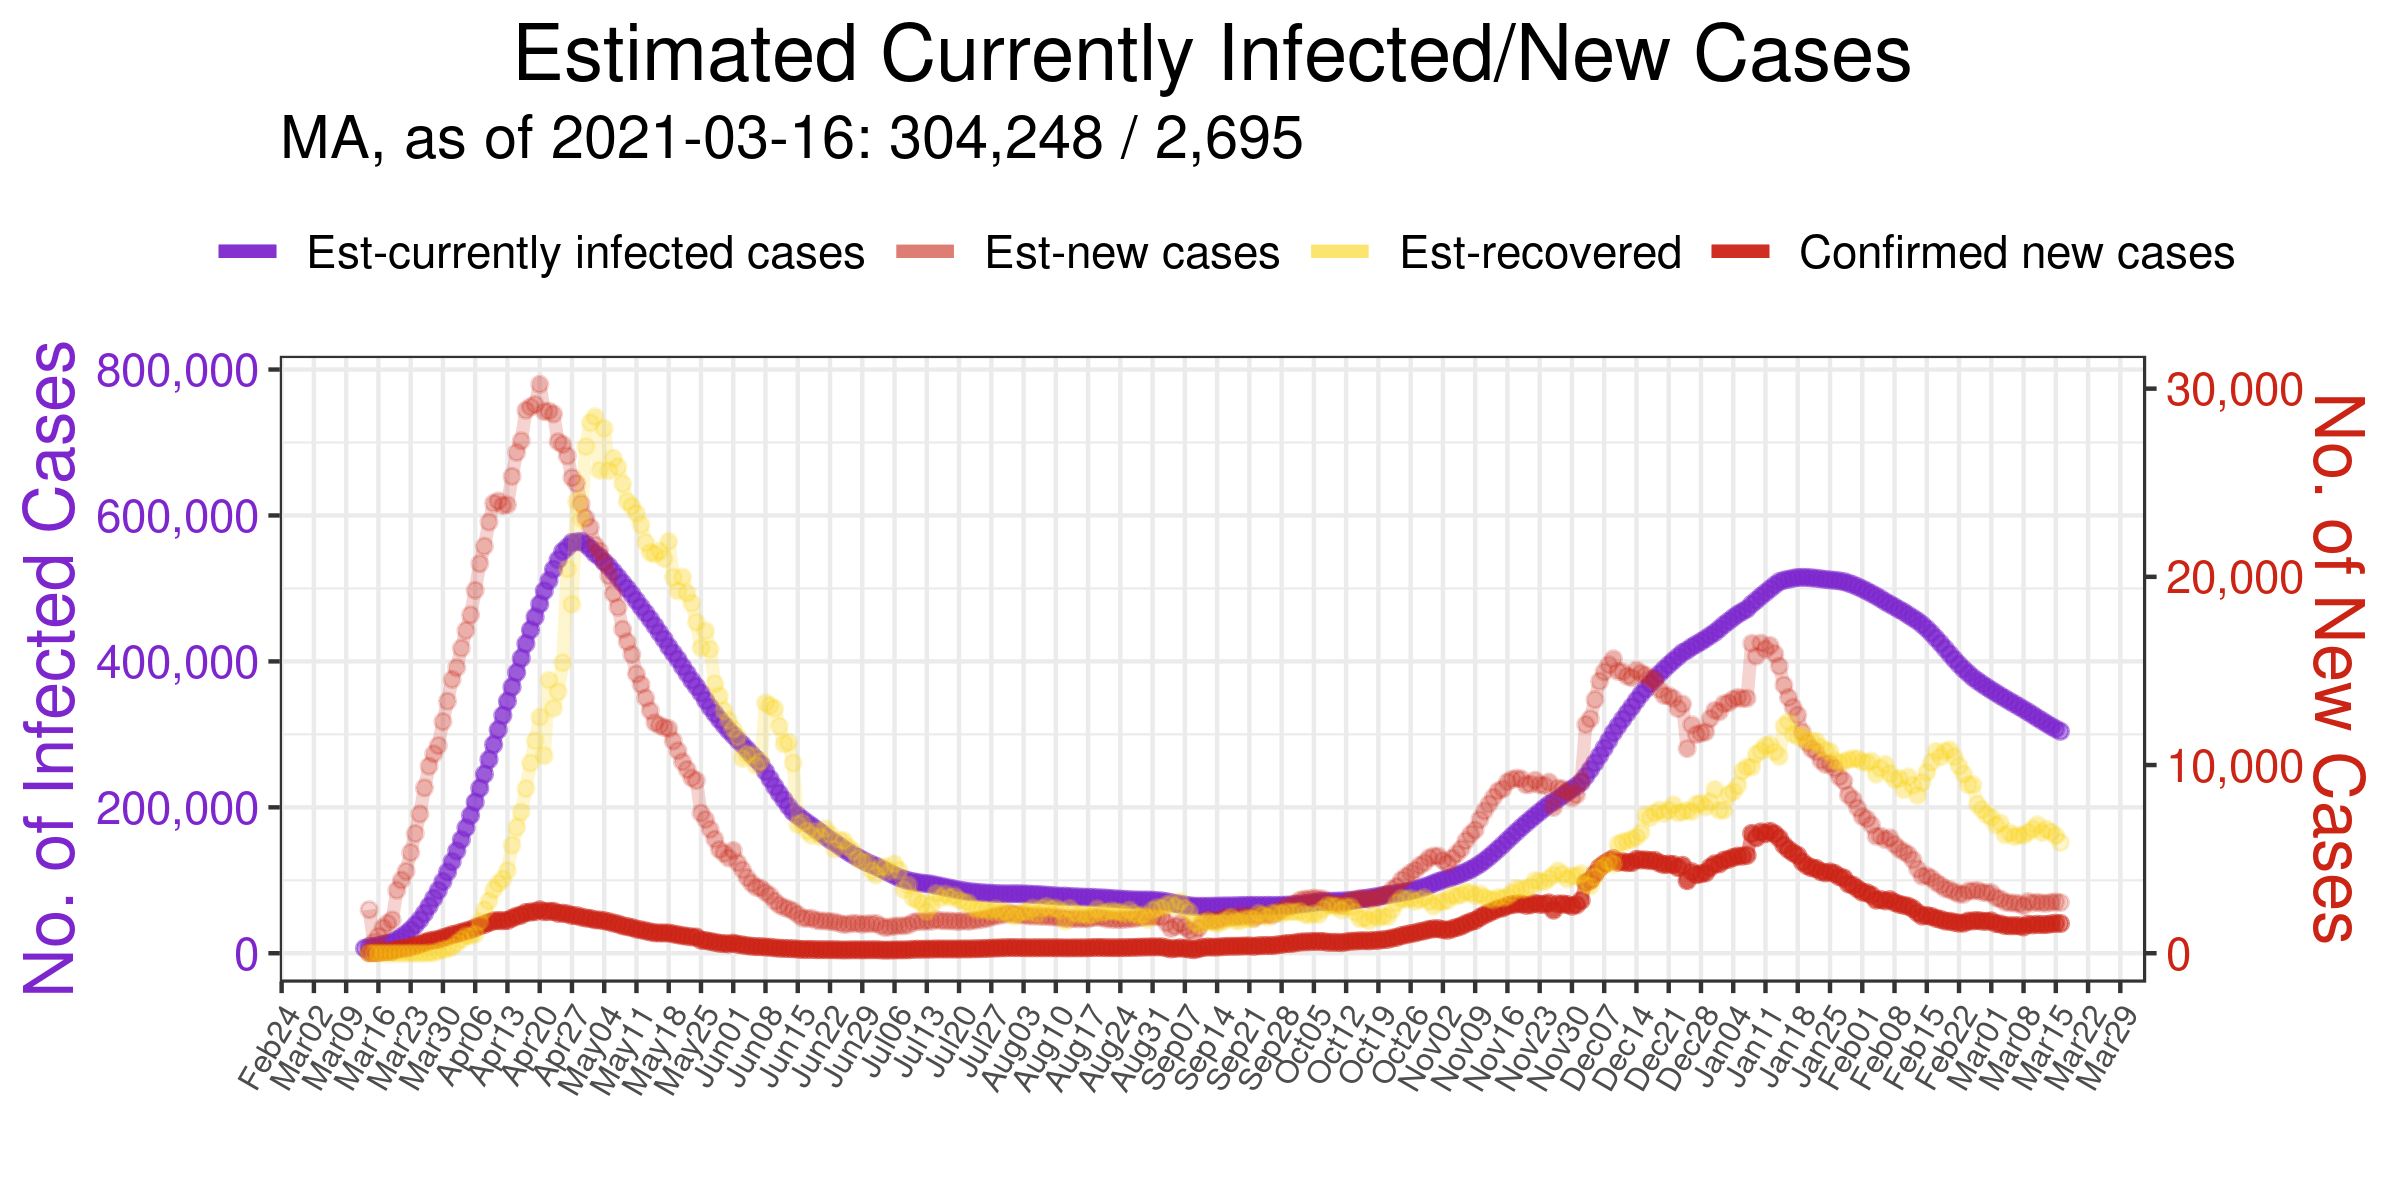 Estimated Currently Infected/New Cases
MA, as of 2021-03-16: 304,248 / 2,695
Est-currently infected cases Est-new cases Est-recovered Confirmed new cases
No. of Infected Cases
800,000
600,000
400,000
200,000
0
30,000
20,000
10,000
0
No. of New Cases
Feb24 Mar02 Mar09 Mar16 Mar23 Mar30 Apr06 Apr13 Apr20 Apr27 May04 May11 May18 May25 Jun01 Jun08 Jun15 Jun22 Jun29 Jul06 Jul13 Jul20 Jul27 Aug03 Aug10 Aug17 Aug24 Aug31 Sep07 Sep14 Sep21 Sep28 Oct05 Oct12 Oct19 Oct26 Nov02 Nov09 Nov16 Nov23 Nov30 Dec07 Dec14 Dec21 Dec28 Jan04 Jan11 Jan18 Jan25 Feb01 Feb08 Feb15 Feb22 Mar01 Mar08 Mar15 Mar22 Mar29